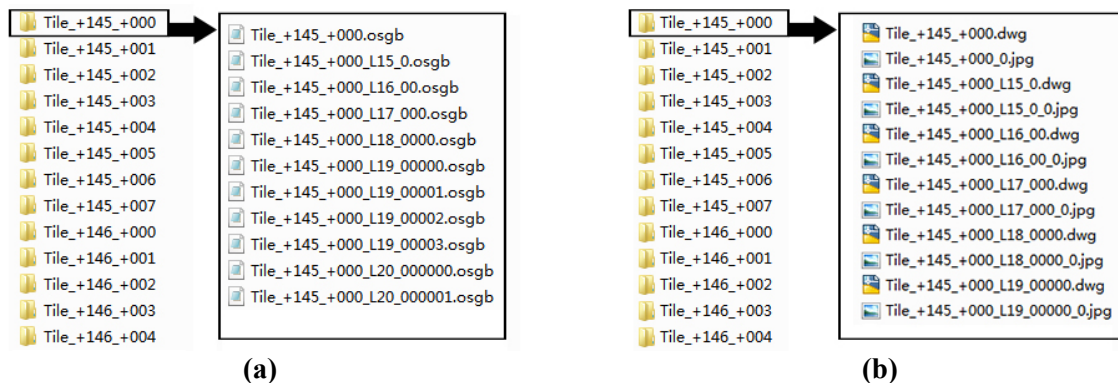 Tile_+145_+000
Tile_+145_+001
Tile_+145_+002
Tile_+145_+003
Tile_+145_+004
Tile_+145_+005
Tile_+145_+006
Tile_+145_+007
Tile_+146_+000
Tile_+146_+001
Tile_+146_+002
Tile_+146_+003
Tile_+146_+004
Tile_+145_+000.osgb
Tile_+145_+000_L15_0.osgb
Tile_+145_+000_L16_00.osgb
Tile_+145_+000_L17_000.osgb
Tile_+145_+000_L18_0000.osgb
Tile_+145_+000_L19_00000.osgb
Tile_+145_+000_L19_00001.osgb
Tile_+145_+000_L19_00002.osgb
Tile_+145_+000_L19_00003.osgb
Tile_+145_+000_L20_000000.osgb
Tile_+145_+000_L20_000001.osgb
(a)
Tile_+145_+000
Tile_+145_+001
Tile_+145_+002
Tile_+145_+003
Tile_+145_+004
Tile_+145_+005
Tile_+145_+006
Tile_+145_+007
Tile_+146_+000
Tile_+146_+001
Tile_+146_+002
Tile_+146_+003
Tile_+146_+004
Tile_+145_+000.dwg
Tile_+145_+000_0.jpg
Tile_+145_+000_L15_0.dwg
Tile_+145_+000_L15_0_0.jpg
Tile_+145_+000_L16_00.dwg
Tile_+145_+000_L16_00_0.jpg
Tile_+145_+000_L17_000.dwg
Tile_+145_+000_L17_000_0.jpg
Tile_+145_+000_L18_0000.dwg
Tile_+145_+000_L18_0000_0.jpg
Tile_+145_+000_L19_00000.dwg
Tile_+145_+000_L19_00000_0.jpg
(b)